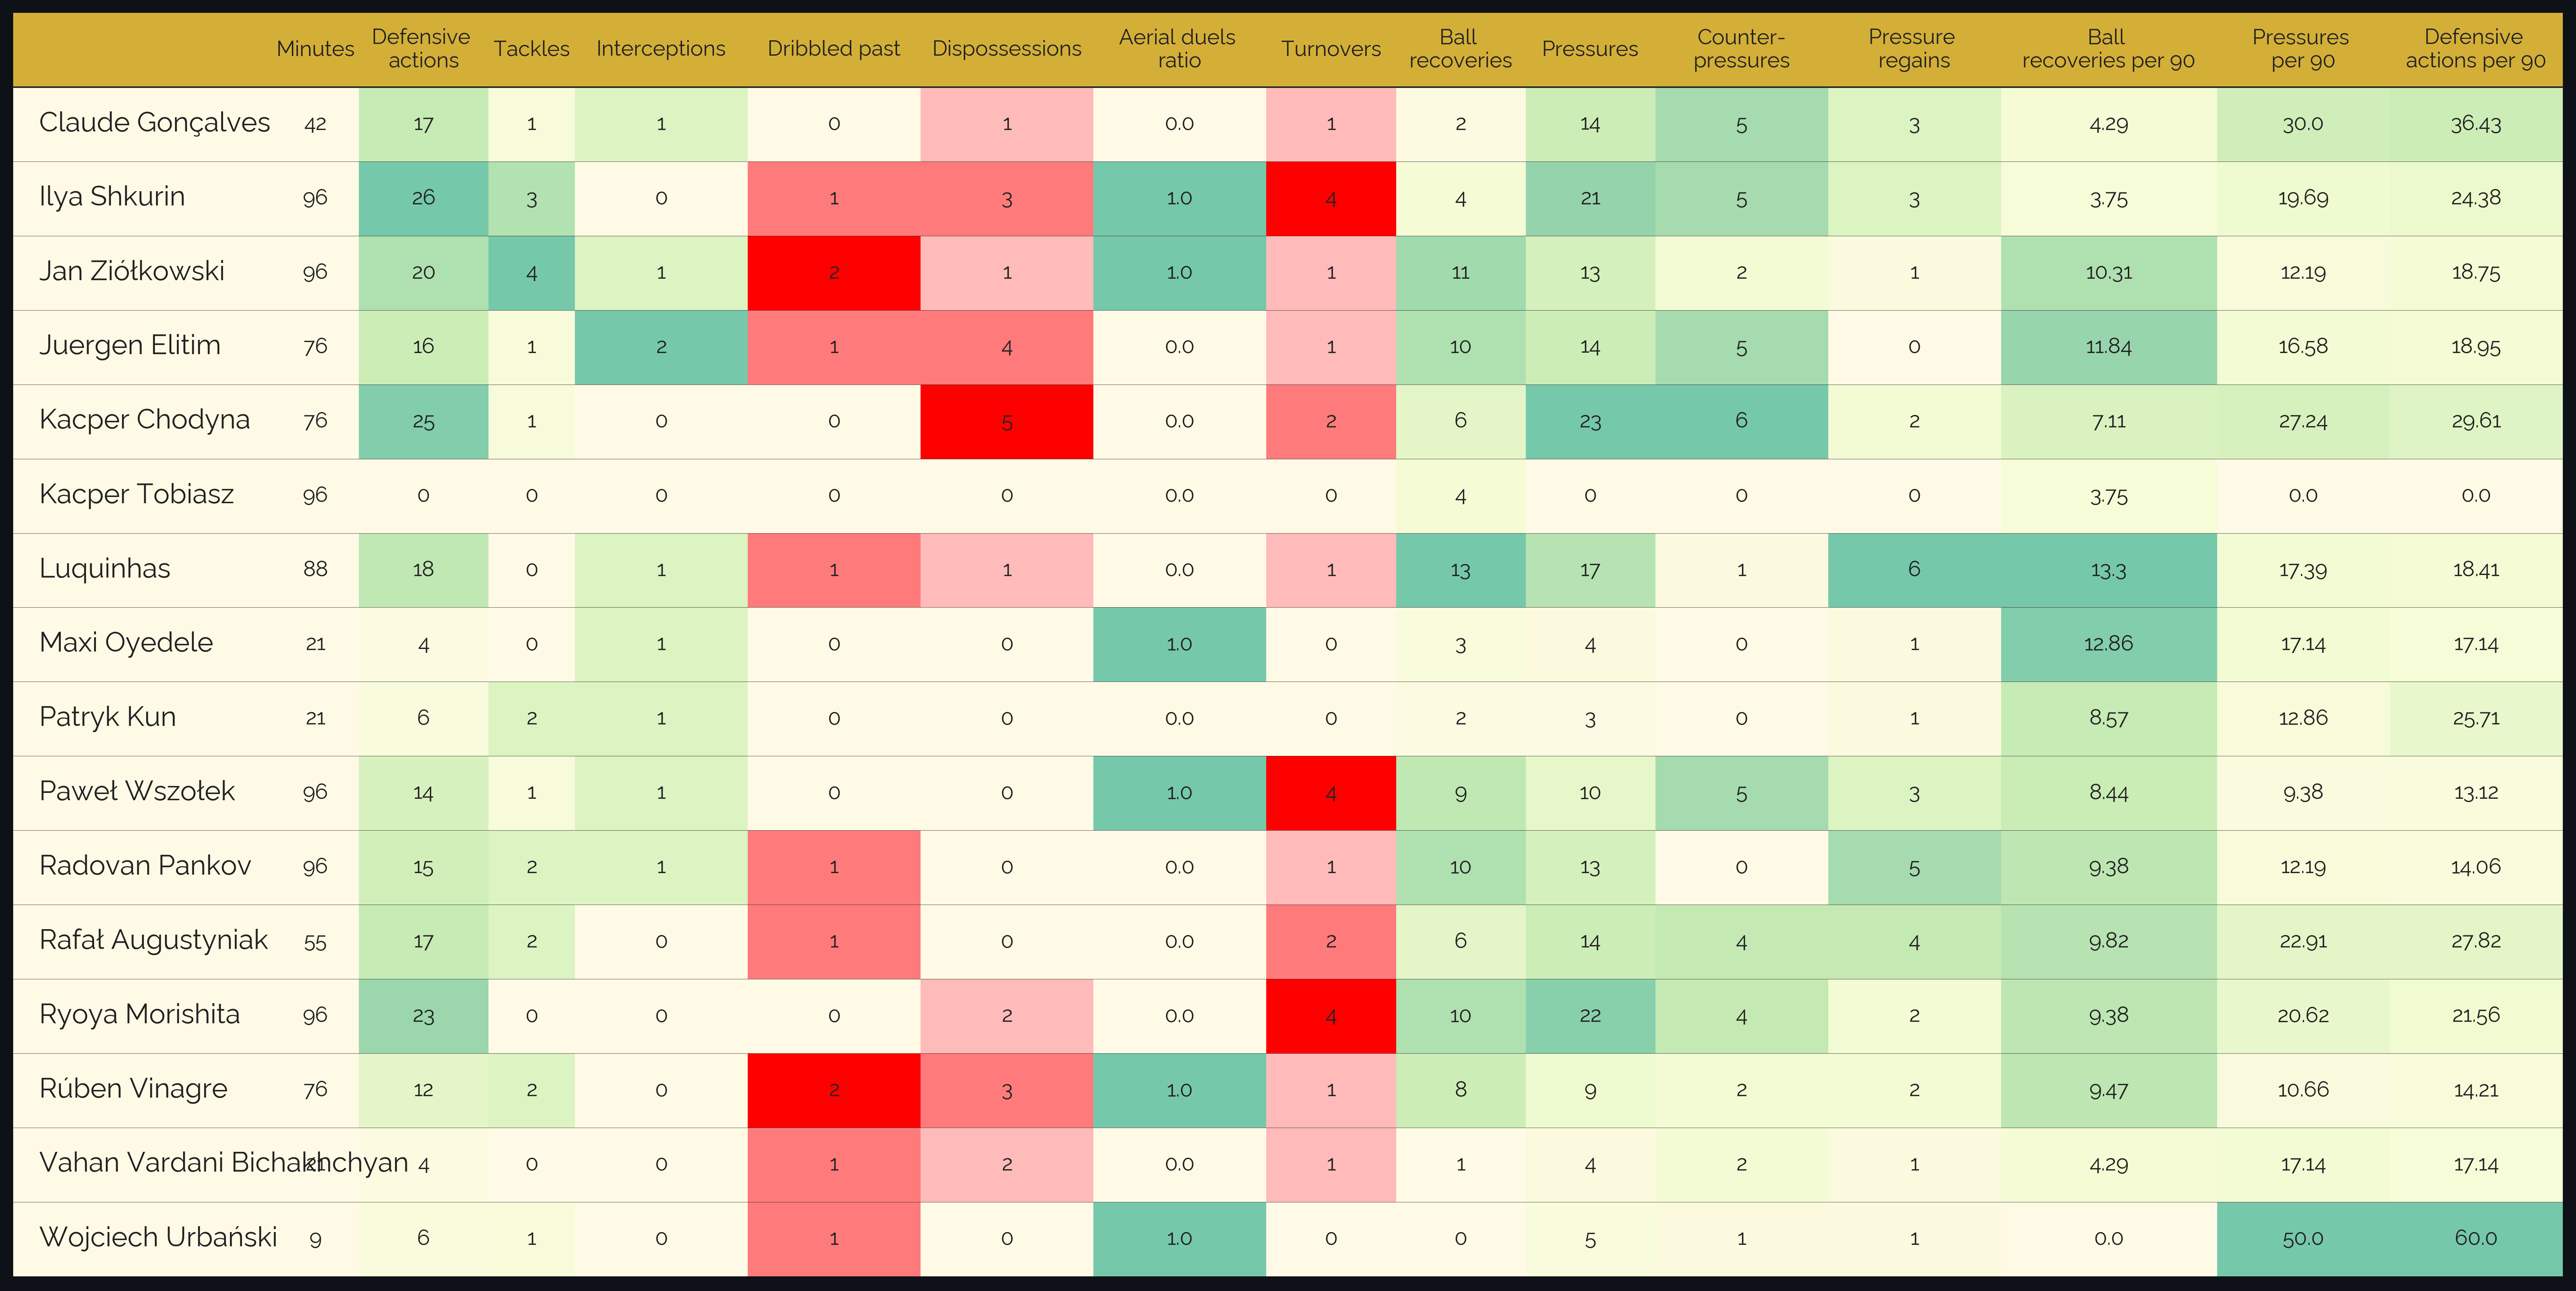 Minutes Defensive actions Tackles Interceptions Dribbled past Dispossessions Aerial duels ratio Turnovers Ball recoveries Pressures Counter-pressures Pressure regains Ball recoveries per 90 Pressures per 90 Defensive actions per 90
Claude Gonçalves 42 17 1 1 0 1 0.0 1 2 14 5 3 4.29 30.0 36.43
Ilya Shkurin 96 26 3 0 1 3 1.0 4 4 21 5 3 3.75 19.69 24.38
Jan Ziółkowski 96 20 4 1 2 1 1.0 1 11 13 2 1 10.31 12.19 18.75
Juergen Elitim 76 16 1 2 1 4 0.0 1 10 14 5 0 11.84 16.58 18.95
Kacper Chodyna 76 25 1 0 0 5 0.0 2 6 23 6 2 7.11 27.24 29.61
Kacper Tobiasz 96 0 0 0 0 0 0.0 0 4 0 0 0 3.75 0.0 0.0
Luquinhas 88 18 0 1 1 1 0.0 1 13 17 1 6 13.3 17.39 18.41
Maxi Oyedele 21 4 0 1 0 0 1.0 0 3 4 0 1 12.86 17.14 17.14
Patryk Kun 21 6 2 1 0 0 0.0 0 2 3 0 1 8.57 12.86 25.71
Paweł Wszołek 96 14 1 1 0 0 1.0 4 9 10 5 3 8.44 9.38 13.12
Radovan Pankov 96 15 2 1 1 0 0.0 1 10 13 0 5 9.38 12.19 14.06
Rafał Augustyniak 55 17 2 0 1 0 0.0 2 6 14 4 4 9.82 22.91 27.82
Ryoya Morishita 96 23 0 0 0 2 0.0 4 10 22 4 2 9.38 20.62 21.56
Rúben Vinagre 76 12 2 0 2 3 1.0 1 8 9 2 2 9.47 10.66 14.21
Vahan Vardani Bichakhchyan 21 4 0 0 1 2 0.0 1 1 4 2 1 4.29 17.14 17.14
Wojciech Urbański 9 6 1 0 1 0 1.0 0 0 5 1 1 0.0 50.0 60.0